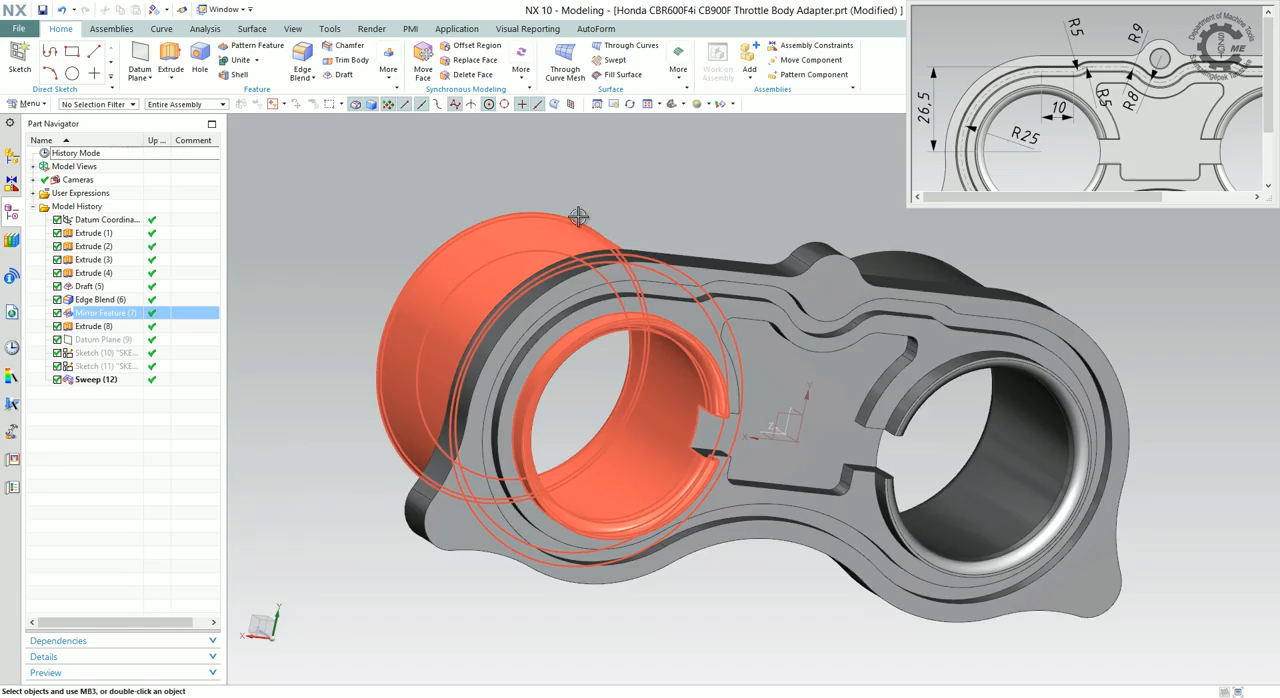 NX Window NX 10 - Modeling - [Honda CBR600F4i CB900F Throttle Body Adapter.prt (Modified) ]
File Home Assemblies Curve Analysis Surface View Tools Render PMI Application Visual Reporting AutoForm
Sketch Datum Plane Extrude Hole Pattern Feature Unite Shell Edge Blend Chamfer Trim Body Draft More Move Face Offset Region Replace Face Delete Face More Through Curve Mesh Through Curves Swept Fill Surface More Work on Assembly Add Assembly Constraints Move Component Pattern Component
Direct Sketch Feature Synchronous Modeling Surface Assemblies
Menu No Selection Filter Entire Assembly
Part Navigator
Name Up ... Comment
History Mode
Model Views
Cameras
User Expressions
Model History
Datum Coordina...
Extrude (1)
Extrude (2)
Extrude (3)
Extrude (4)
Draft (5)
Edge Blend (6)
Mirror Feature (7)
Extrude (8)
Datum Plane (9)
Sketch (10) "SKE...
Sketch (11) "SKE...
Sweep (12)
Dependencies
Details
Preview
Select objects and use MB3, or double-click an object
R5
R9
26,5
10
R5
R8
R25
Department of Machine Tools
ME
X
Y
Z
X
Y